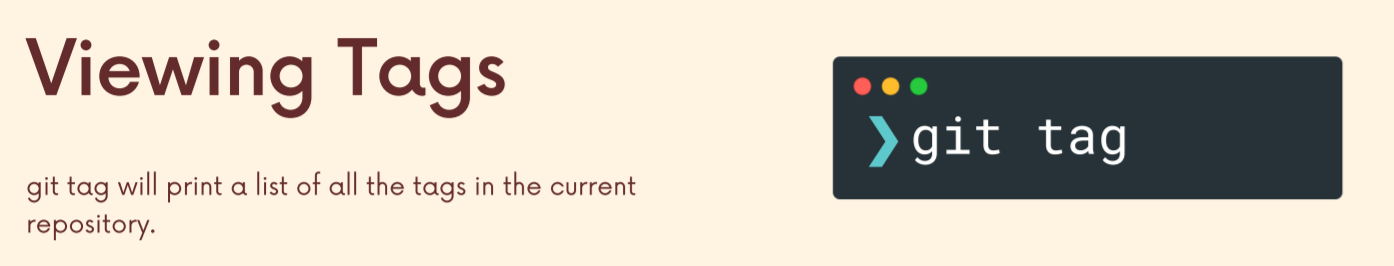 Viewing Tags
git tag will print a list of all the tags in the current
repository.
❯ git tag